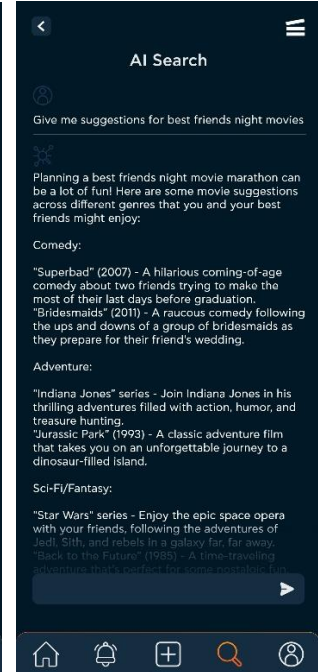 AI Search
Give me suggestions for best friends night movies
Planning a best friends night movie marathon can
be a lot of fun! Here are some movie suggestions
across different genres that you and your best
friends might enjoy:
Comedy:
"Superbad" (2007) - A hilarious coming-of-age
comedy about two friends trying to make the
most of their last days before graduation.
"Bridesmaids" (2011) - A raucous comedy following
the ups and downs of a group of bridesmaids as
they prepare for their friend's wedding.
Adventure:
"Indiana Jones" series - Join Indiana Jones in his
thrilling adventures filled with action, humor, and
treasure hunting.
"Jurassic Park" (1993) - A classic adventure film
that takes you on an unforgettable journey to a
dinosaur-filled island.
Sci-Fi/Fantasy:
"Star Wars" series - Enjoy the epic space opera
with your friends, following the adventures of
Jedi, Sith, and rebels in a galaxy far, far away.
"Back to the Future" (1985) - A time-traveling
adventure that's perfect for some nostalgic fun.